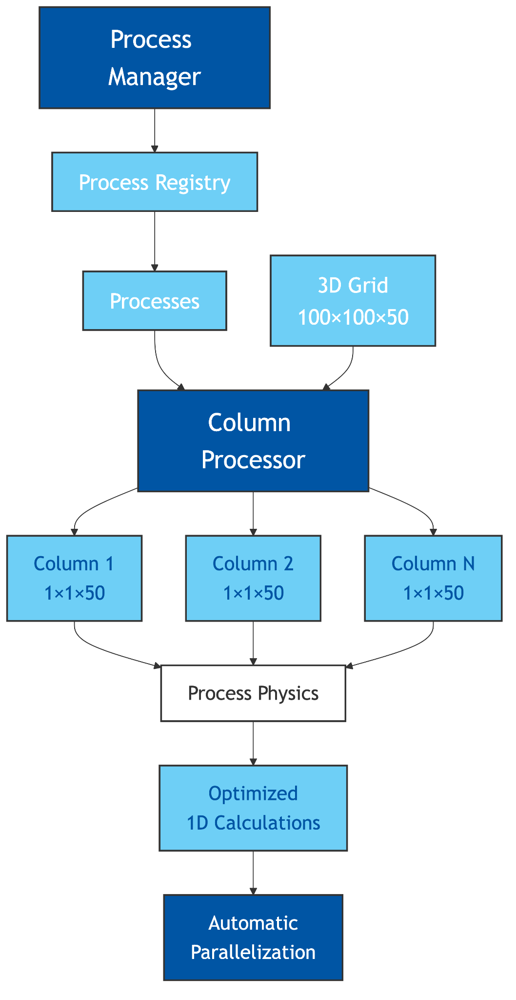 Process
Manager
Process Registry
Processes
3D Grid
100×100×50
Column
Processor
Column 1
1×1×50
Column 2
1×1×50
Column N
1×1×50
Process Physics
Optimized
1D Calculations
Automatic
Parallelization